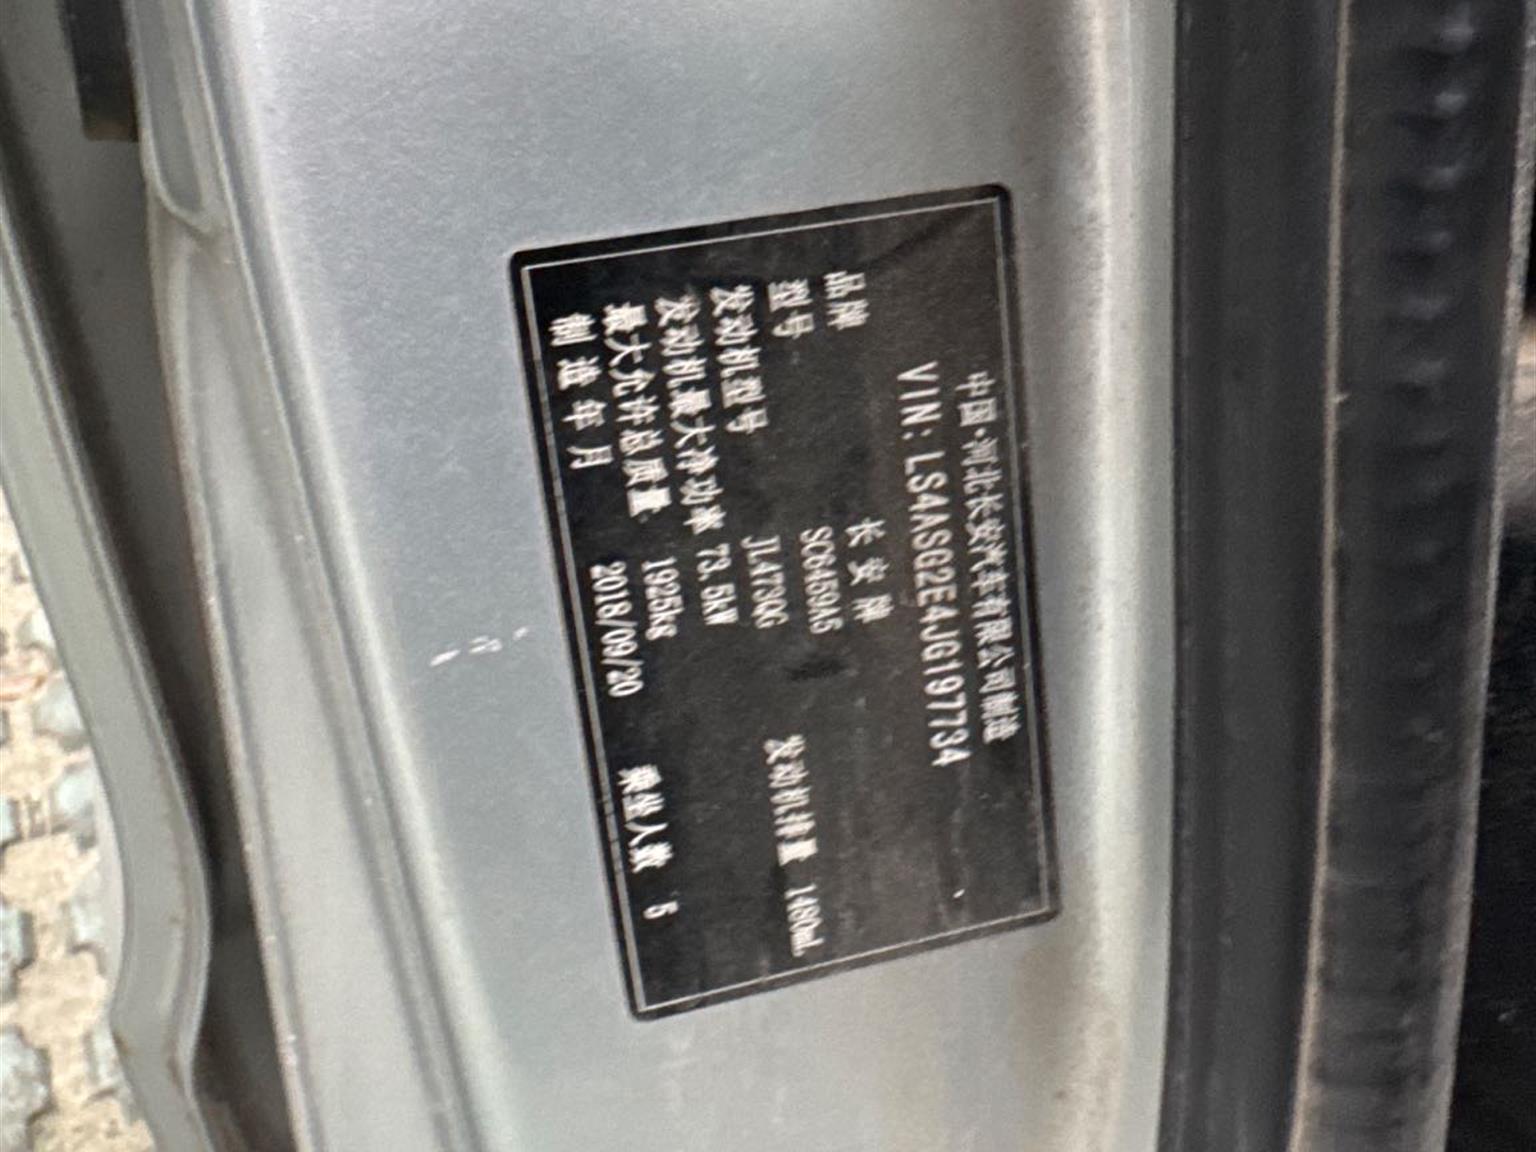 中国·河北长安汽车有限公司制造
VIN: LS4ASG2E4JG197734
品牌 长安牌
型号 SC6459A5
发动机型号 JL473QG 发动机排量 1480mL
发动机最大净功率 73.5kW
最大允许总质量 1925kg
制造年月 2018/09/20 乘坐人数 5